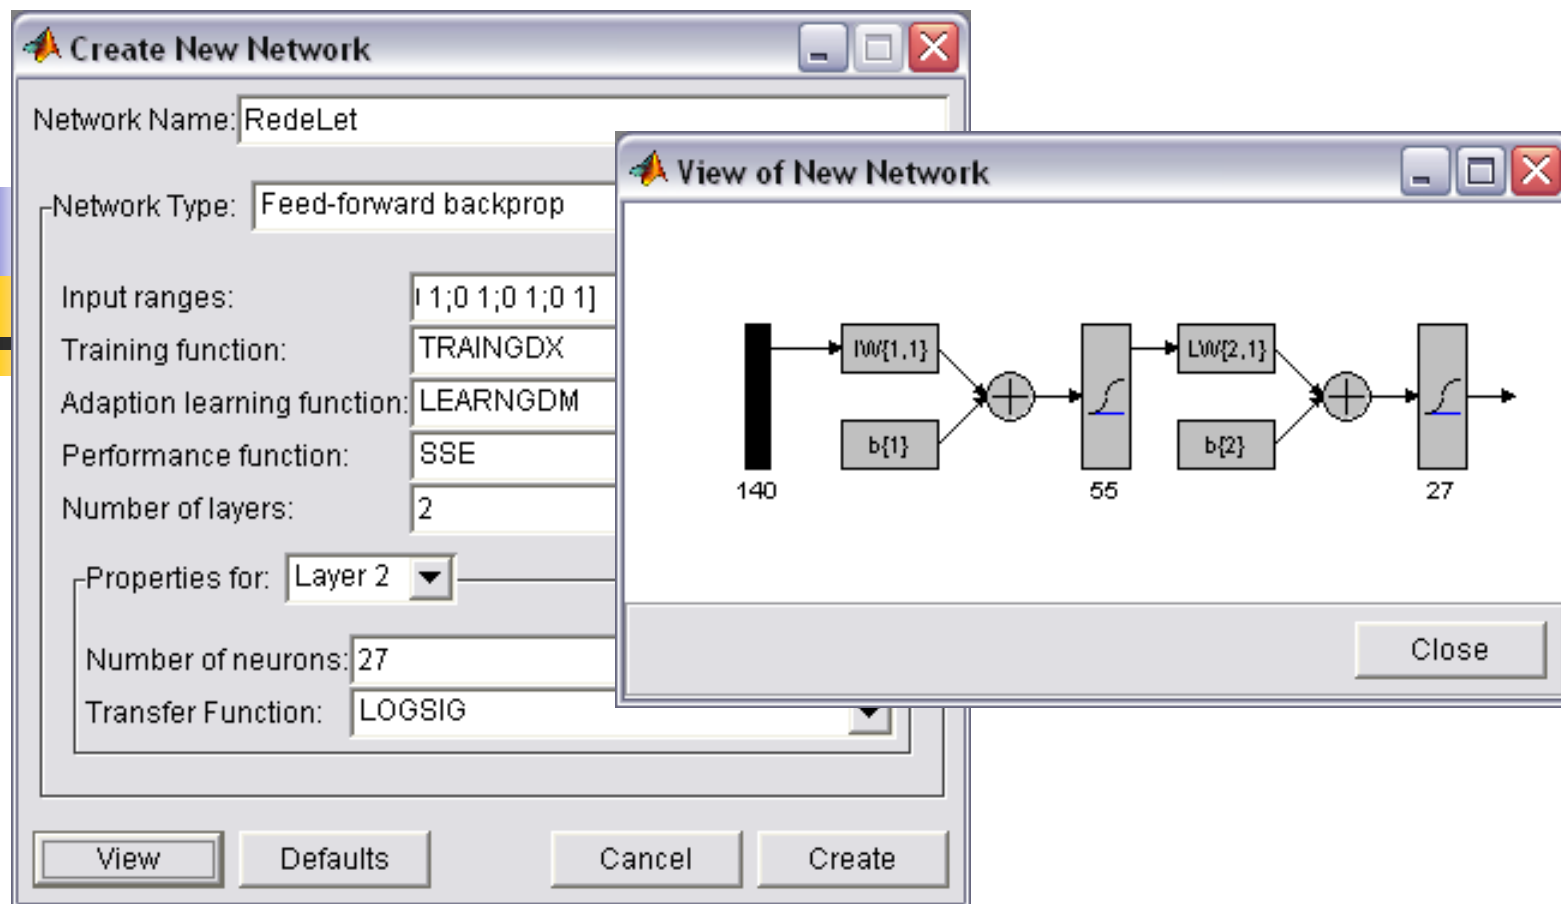 Create New Network
Network Name: RedeLet
Network Type: Feed-forward backprop
Input ranges: 1;0 1;0 1;0 1]
Training function: TRAINGDX
Adaption learning function: LEARNGDM
Performance function: SSE
Number of layers: 2
Properties for: Layer 2
Number of neurons: 27
Transfer Function: LOGSIG
View Defaults Cancel Create
View of New Network
IW{1,1} LW{2,1}
b{1} b{2}
140 55 27
Close